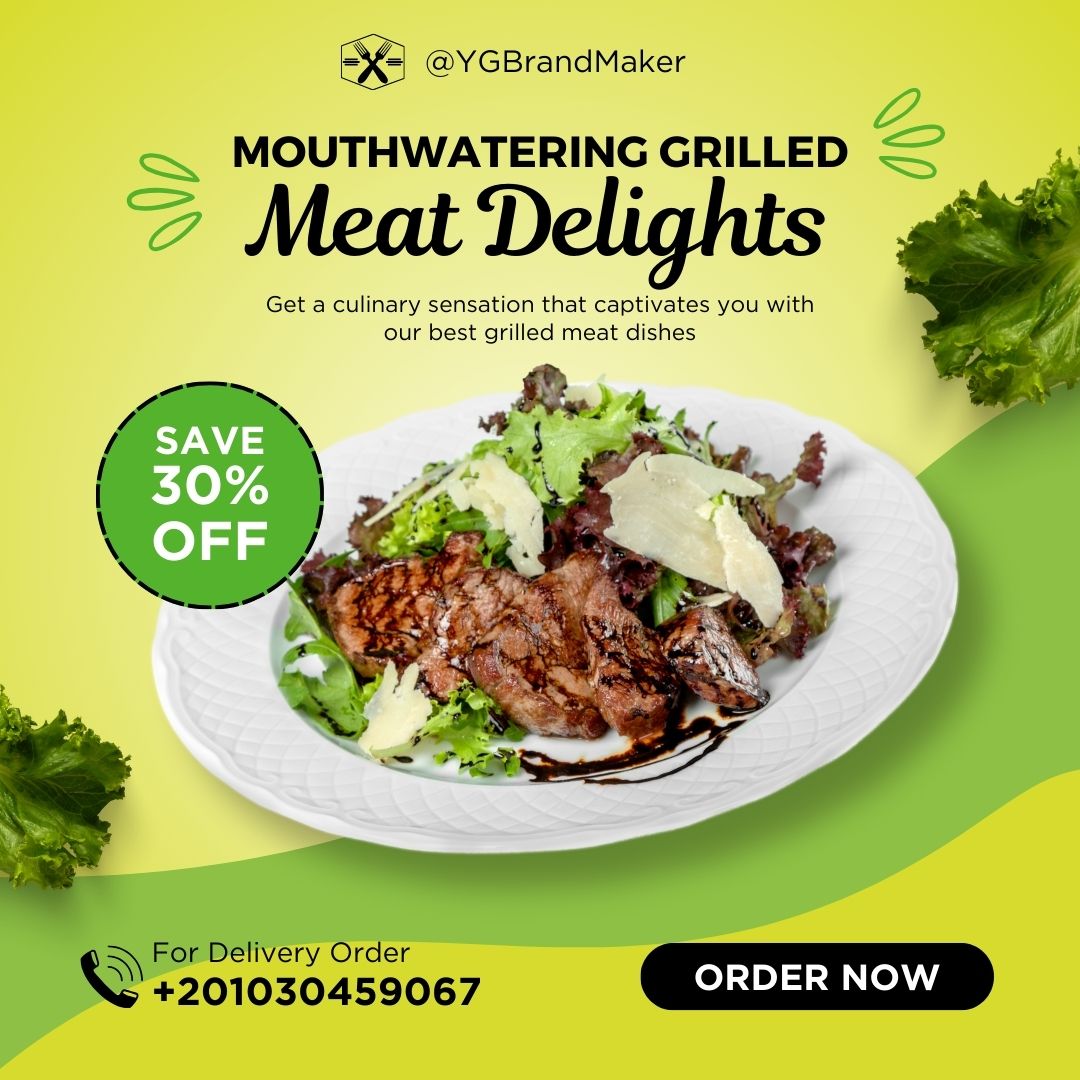 @YGBrandMaker
MOUTHWATERING GRILLED
Meat Delights
Get a culinary sensation that captivates you with
our best grilled meat dishes
SAVE
30%
OFF
For Delivery Order
+201030459067
ORDER NOW